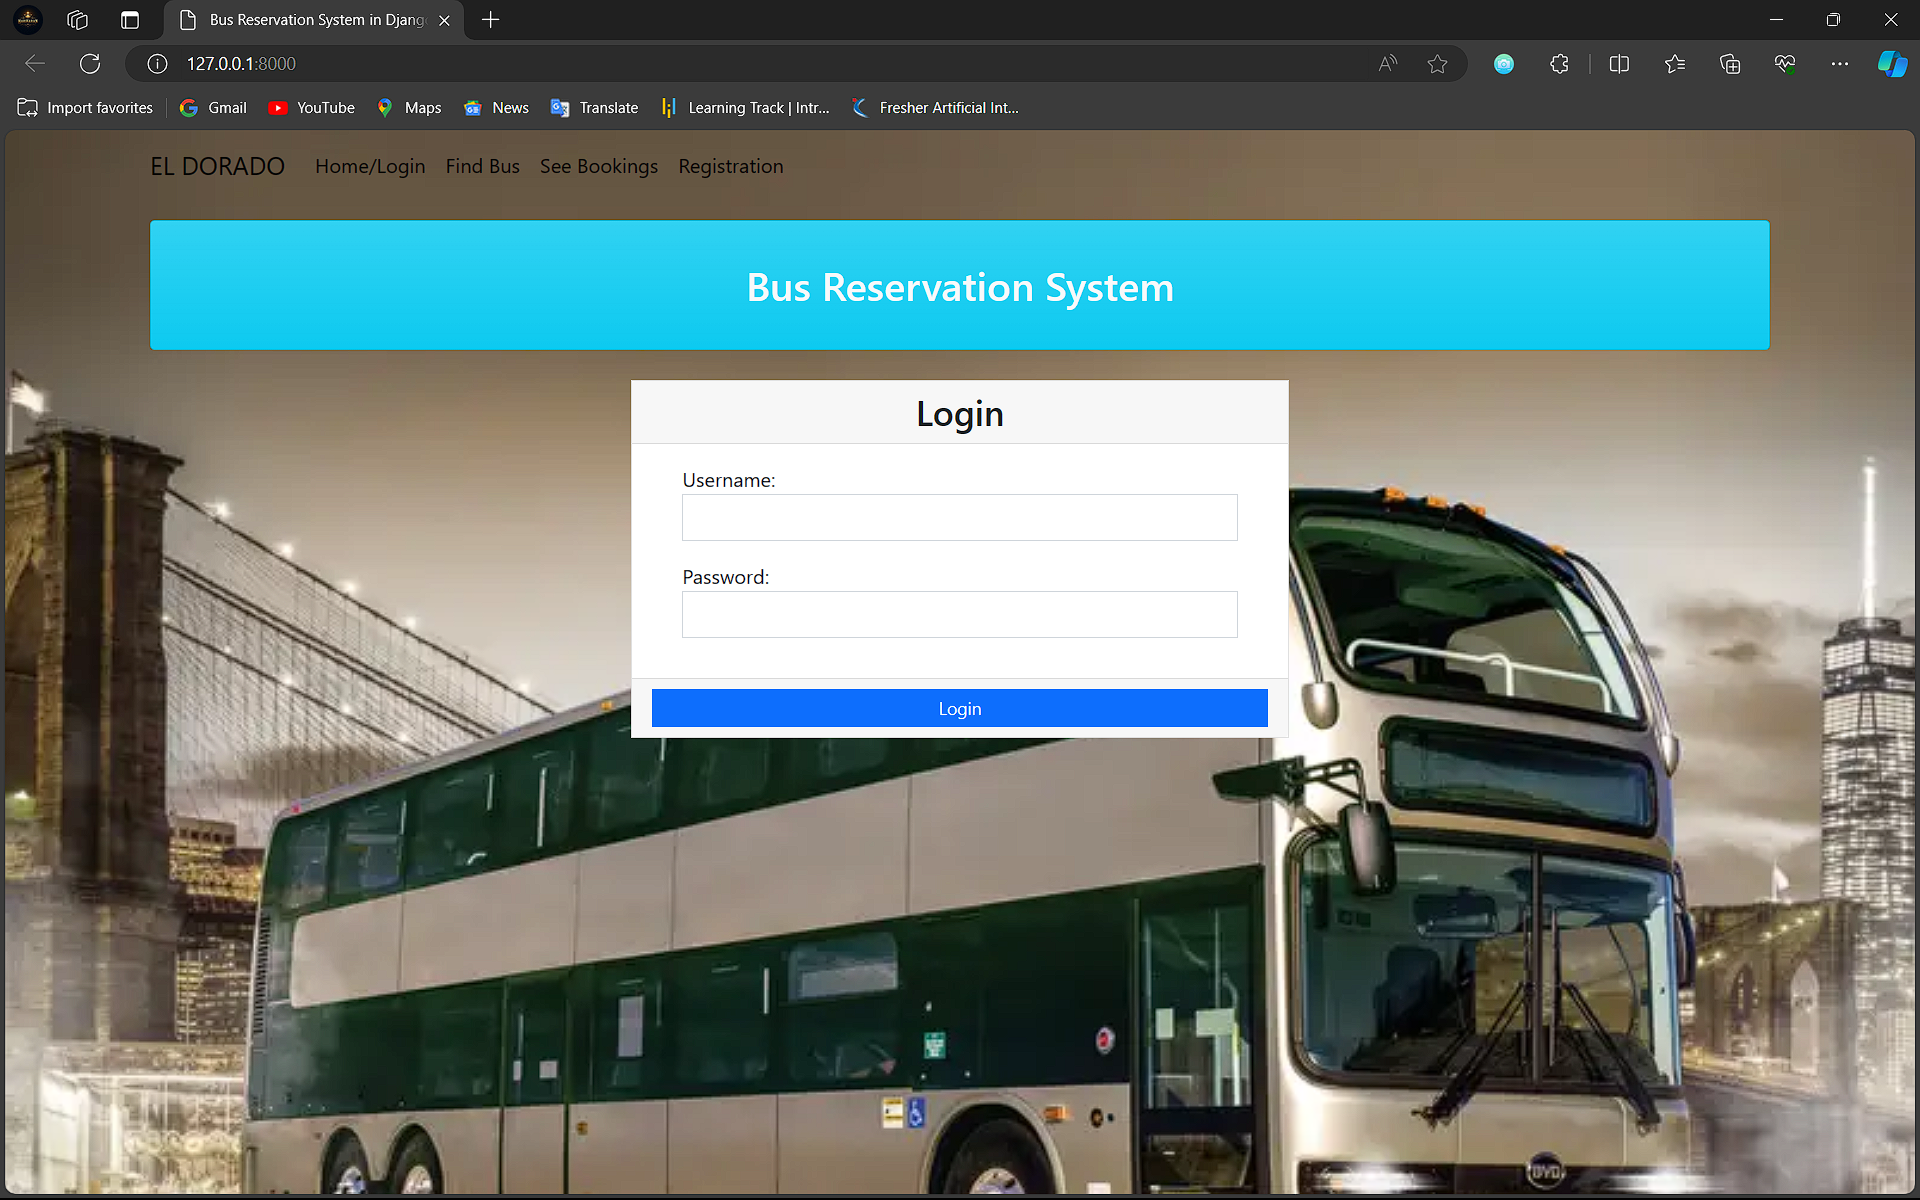 Bus Reservation System in Djang
127.0.0.1:8000
Import favorites
Gmail
YouTube
Maps
News
Translate
Learning Track | Intr...
Fresher Artificial Int...
EL DORADO
Home/Login
Find Bus
See Bookings
Registration
Bus Reservation System
Login
Username:
Password:
Login
BYD